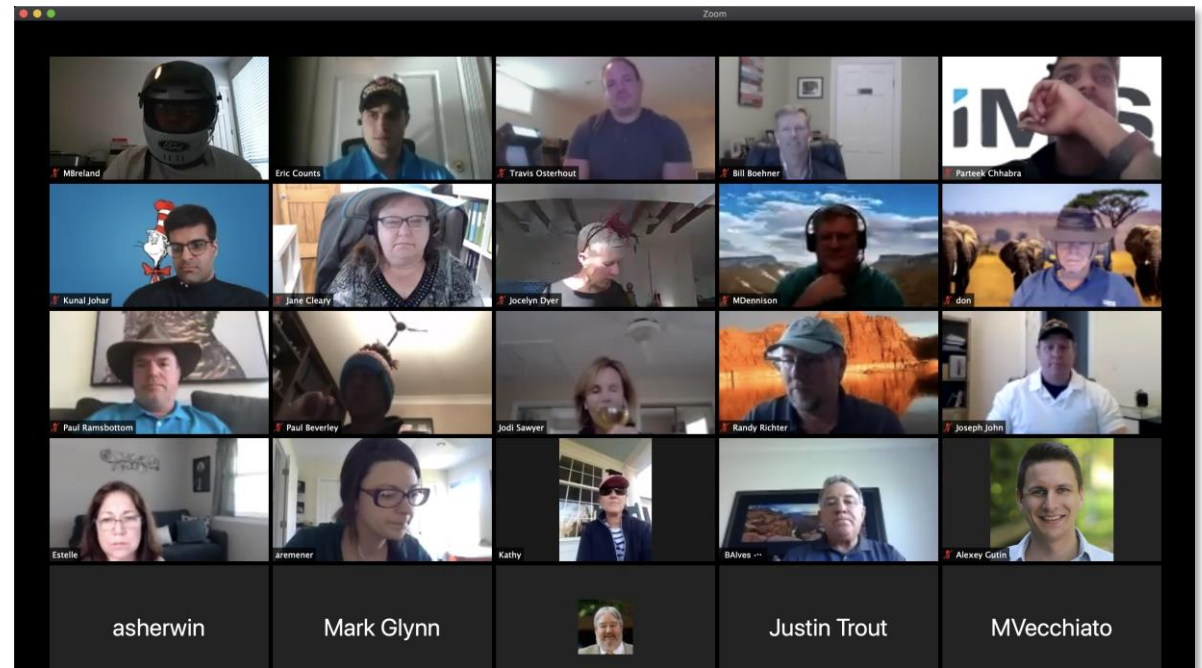 Zoom
MBreland
Eric Counts
Travis Osterhout
Bill Boehner
iMIS
Parteek Chhabra
Kunal Johar
Jane Cleary
Jocelyn Dyer
MDennison
don
Paul Ramsbottom
Paul Beverley
Jodi Sawyer
Randy Richter
Joseph John
Estelle
aremener
Kathy
BAlves
Alexey Gutin
asherwin
Mark Glynn
Justin Trout
MVecchiato